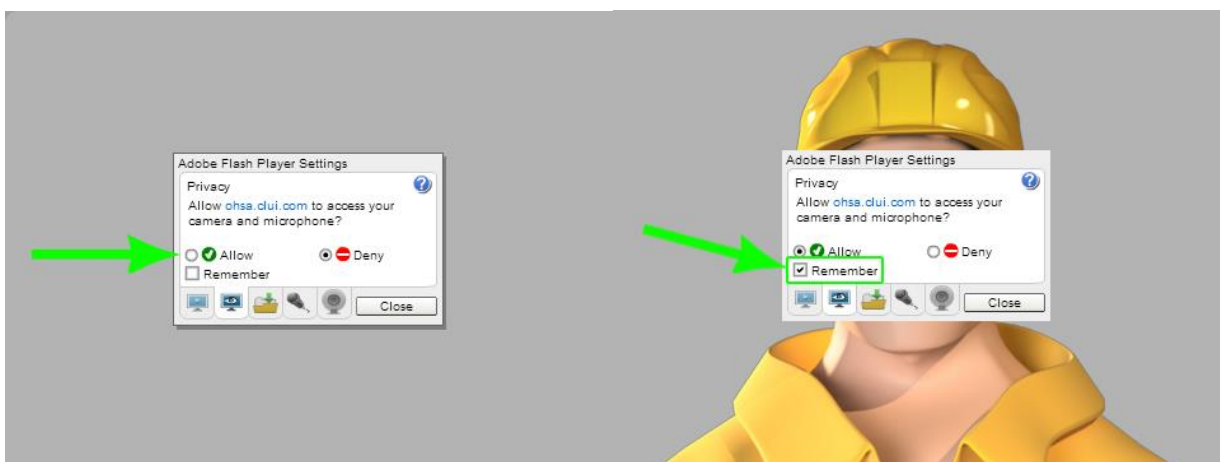 Adobe Flash Player Settings
Privacy
Allow ohsa.clui.com to access your
camera and microphone?
Allow
Deny
Remember
Close
Adobe Flash Player Settings
Privacy
Allow ohsa.clui.com to access your
camera and microphone?
Allow
Deny
Remember
Close